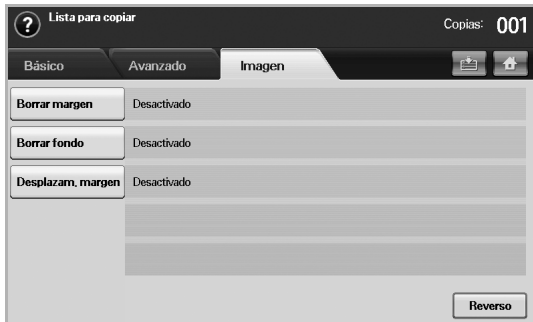 ? Lista para copiar
Copias: 001
Básico Avanzado Imagen
Borrar margen Desactivado
Borrar fondo Desactivado
Desplazam. margen Desactivado
Reverso